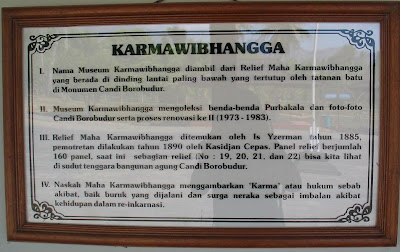 KARMAWIBHANGGA
I. Nama Museum Karmawibhangga diambil dari Relief Maha Karmawibhangga
yang berada di dinding lantai paling bawah yang tertutup oleh tatanan batu
di Monumen Candi Borobudur.
II. Museum Karmawibhangga mengoleksi benda-henda Purbakala dan foto-foto
Candi Borobudur serta proses renovasi ke II (1973 - 1983).
III. Relief Maha Karmawibhangga ditemukan oleh Is Yzerman tahun 1885,
pemotretan dilakukan tahun 1890 oleh Kasidjan Cepas. Panel relief berjumlah
160 panel, saat ini sebagian relief (No : 19, 20, 21, dan 22) bisa kita lihat
di sudut tenggara bangunan agung Candi Borobudur.
IV. Naskah Maha Karmawibhangga menggambarkan "Karma" atau hukum sebab
akibat, baik buruk yang dijalani dan surga neraka sebagai imbalan akibat
kehidupan dalam re-inkarnasi.